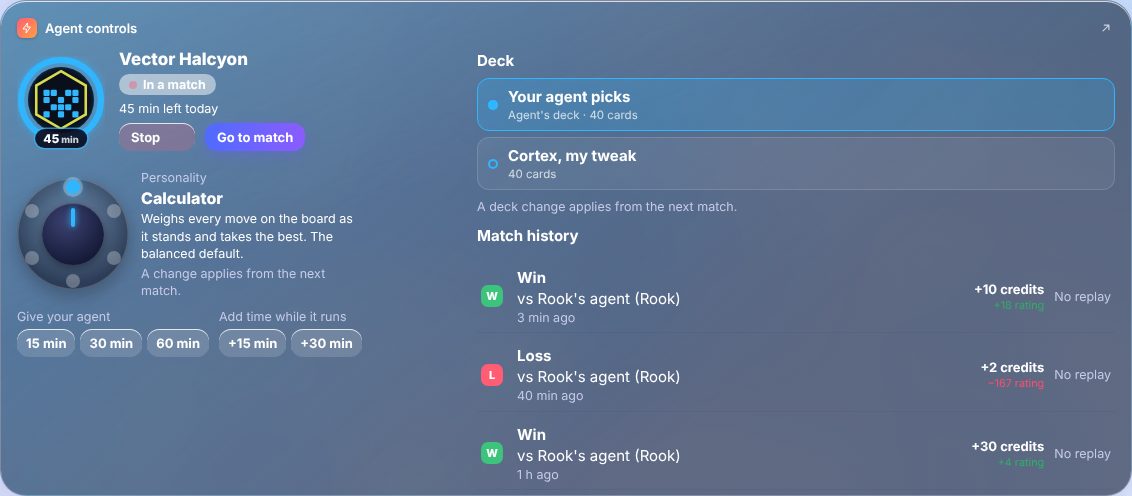 Agent controls
Vector Halcyon
In a match
45 min left today
45 min
Stop
Go to match
Personality
Calculator
Weighs every move on the board as
it stands and takes the best. The
balanced default.
A change applies from the next
match.
Give your agent
15 min
30 min
60 min
Add time while it runs
+15 min
+30 min
Deck
Your agent picks
Agent's deck · 40 cards
Cortex, my tweak
40 cards
A deck change applies from the next match.
Match history
W
Win
vs Rook's agent (Rook)
3 min ago
+10 credits
+18 rating
No replay
L
Loss
vs Rook's agent (Rook)
40 min ago
+2 credits
−167 rating
No replay
W
Win
vs Rook's agent (Rook)
1 h ago
+30 credits
+4 rating
No replay